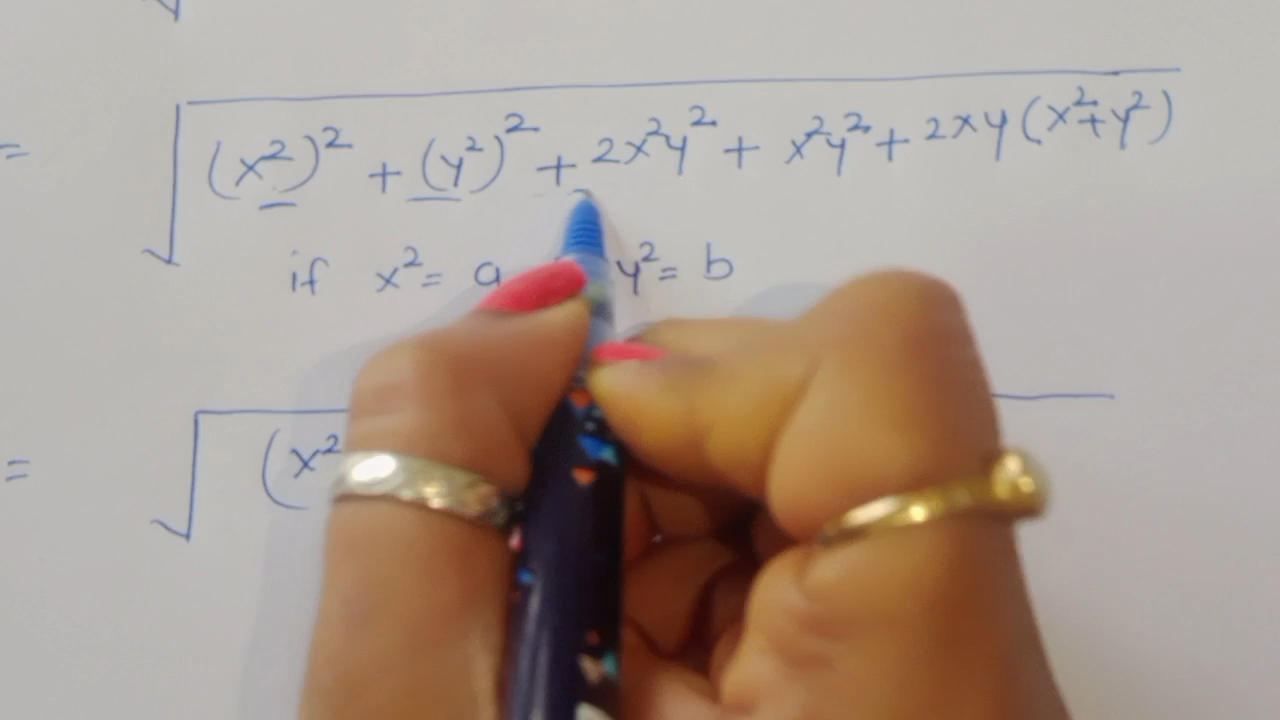 = √((x²)² + (y²)² + 2x²y² + x²y² + 2xy(x²+y²))
if x² = a y² = b
= √(x²